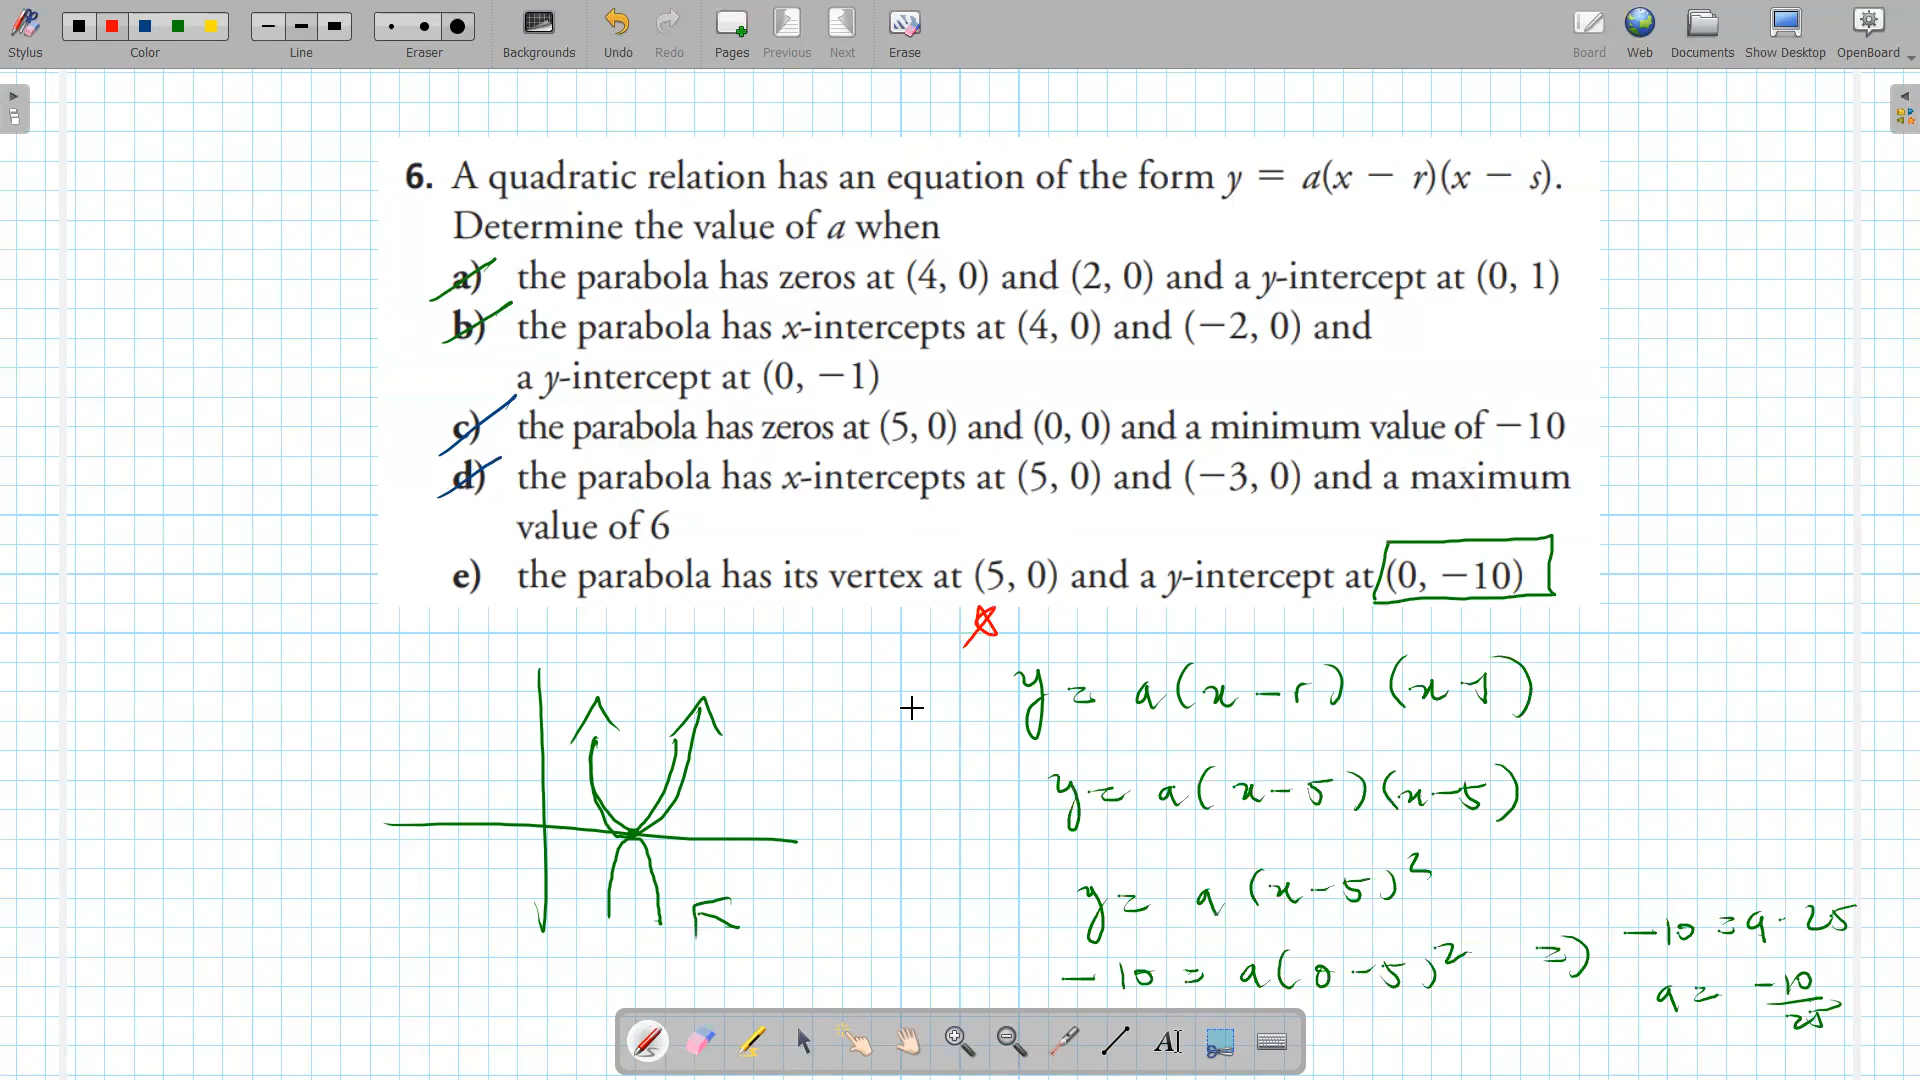 Stylus Color Line Eraser Backgrounds Undo Redo Pages Previous Next Erase Board Web Documents Show Desktop OpenBoard
6. A quadratic relation has an equation of the form y = a(x − r)(x − s).
Determine the value of a when
a) the parabola has zeros at (4, 0) and (2, 0) and a y-intercept at (0, 1)
b) the parabola has x-intercepts at (4, 0) and (−2, 0) and
a y-intercept at (0, −1)
c) the parabola has zeros at (5, 0) and (0, 0) and a minimum value of −10
d) the parabola has x-intercepts at (5, 0) and (−3, 0) and a maximum
value of 6
e) the parabola has its vertex at (5, 0) and a y-intercept at (0, −10)
y = a(x − r) (x − s)
y = a(x − 5)(x − 5)
y = a (x − 5)²
−10 = a(0 − 5)² ⇒ −10 = a · 25
a = −10/25
AI